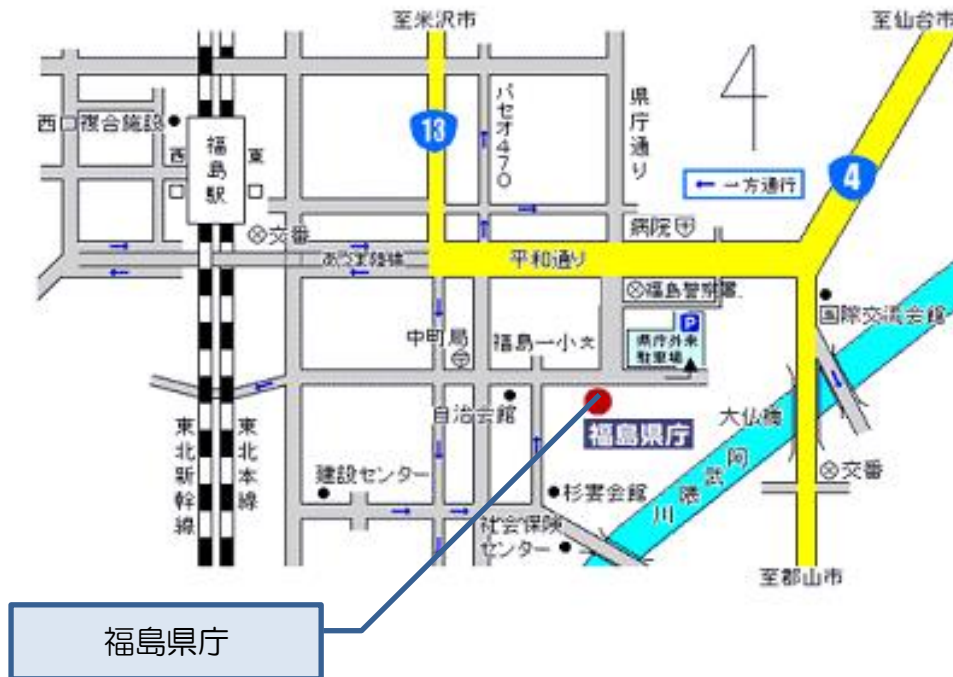 至米沢市
至仙台市
13
パセオ470
県庁通り
4
西口複合施設
西口
福島駅
東口
一方通行
病院
交番
あづま陸橋
平和通り
福島警察署
国際交流会館
P
県庁外来
駐車場
中町局
福島一小
文
自治会館
福島県庁
大仏橋
東北新幹線
東北本線
建設センター
阿武隈川
交番
杉妻会館
社会保険
センター
至郡山市
福島県庁